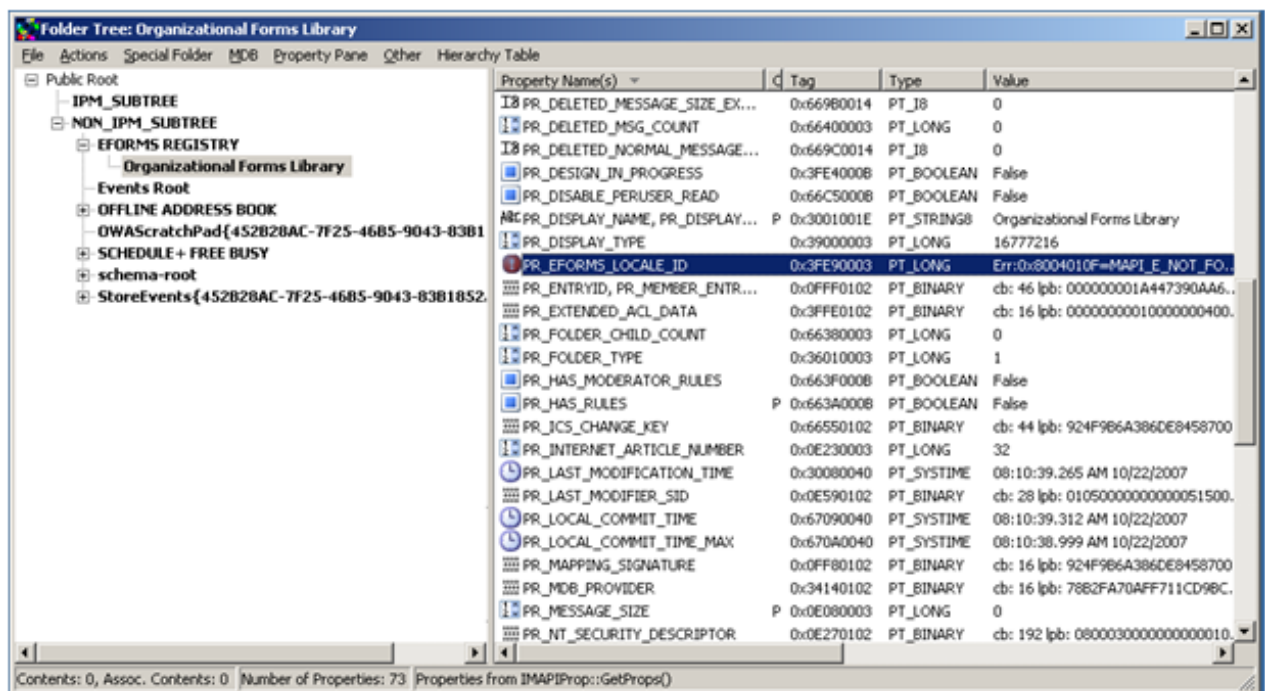 Folder Tree: Organizational Forms Library
File Actions Special Folder MDB Property Pane Other Hierarchy Table
Public Root
IPM_SUBTREE
NON_IPM_SUBTREE
EFORMS REGISTRY
Organizational Forms Library
Events Root
OFFLINE ADDRESS BOOK
OWAScratchPad{452B28AC-7F25-46B5-9043-83B1
SCHEDULE+ FREE BUSY
schema-root
StoreEvents{452B28AC-7F25-46B5-9043-83B1852.
Property Name(s) Tag Type Value
PR_DELETED_MESSAGE_SIZE_EX... 0x669B0014 PT_I8 0
PR_DELETED_MSG_COUNT 0x66400003 PT_LONG 0
PR_DELETED_NORMAL_MESSAGE... 0x669C0014 PT_I8 0
PR_DESIGN_IN_PROGRESS 0x3FE4000B PT_BOOLEAN False
PR_DISABLE_PERUSER_READ 0x66C5000B PT_BOOLEAN False
PR_DISPLAY_NAME, PR_DISPLAY... P 0x3001001E PT_STRING8 Organizational Forms Library
PR_DISPLAY_TYPE 0x39000003 PT_LONG 16777216
PR_EFORMS_LOCALE_ID 0x3FE90003 PT_LONG Err:0x8004010F=MAPI_E_NOT_FO...
PR_ENTRYID, PR_MEMBER_ENTR... 0x0FFF0102 PT_BINARY cb: 46 lpb: 000000001A447390AA6...
PR_EXTENDED_ACL_DATA 0x3FFE0102 PT_BINARY cb: 16 lpb: 00000000010000000400.
PR_FOLDER_CHILD_COUNT 0x66380003 PT_LONG 0
PR_FOLDER_TYPE 0x36010003 PT_LONG 1
PR_HAS_MODERATOR_RULES 0x663F000B PT_BOOLEAN False
PR_HAS_RULES P 0x663A000B PT_BOOLEAN False
PR_ICS_CHANGE_KEY 0x66550102 PT_BINARY cb: 44 lpb: 924F9B6A386DE8458700
PR_INTERNET_ARTICLE_NUMBER 0x0E230003 PT_LONG 32
PR_LAST_MODIFICATION_TIME 0x30080040 PT_SYSTIME 08:10:39.265 AM 10/22/2007
PR_LAST_MODIFIER_SID 0x0E590102 PT_BINARY cb: 28 lpb: 01050000000000051500.
PR_LOCAL_COMMIT_TIME 0x67090040 PT_SYSTIME 08:10:39.312 AM 10/22/2007
PR_LOCAL_COMMIT_TIME_MAX 0x670A0040 PT_SYSTIME 08:10:38.999 AM 10/22/2007
PR_MAPPING_SIGNATURE 0x0FF80102 PT_BINARY cb: 16 lpb: 924F9B6A386DE8458700
PR_MDB_PROVIDER 0x34140102 PT_BINARY cb: 16 lpb: 78B2FA70AFF711CD9BC.
PR_MESSAGE_SIZE P 0x0E080003 PT_LONG 0
PR_NT_SECURITY_DESCRIPTOR 0x0E270102 PT_BINARY cb: 192 lpb: 0800030000000000010.
Contents: 0, Assoc. Contents: 0 Number of Properties: 73 Properties from IMAPIProp::GetProps()